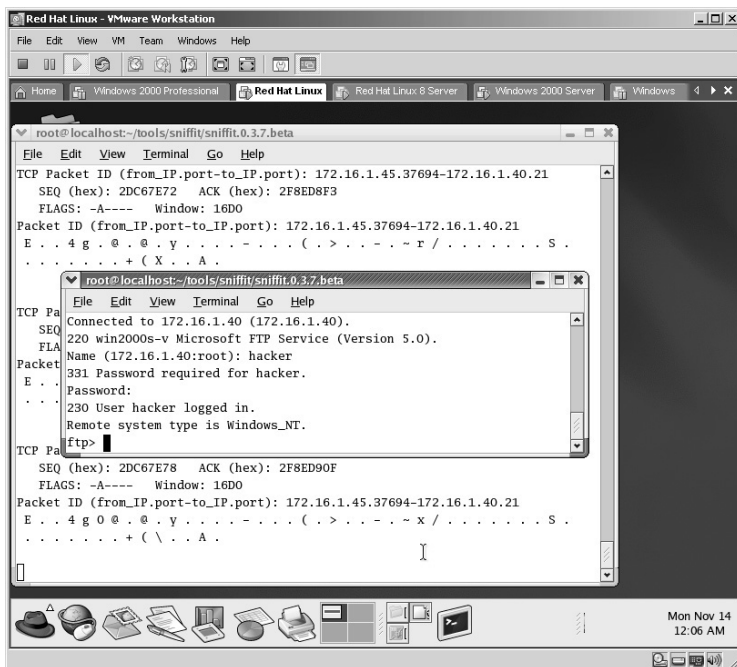 Red Hat Linux - VMware Workstation
File Edit View VM Team Windows Help
Home Windows 2000 Professional Red Hat Linux Red Hat Linux 8 Server Windows 2000 Server Windows
root@localhost:~/tools/sniffit/sniffit.0.3.7.beta
File Edit View Terminal Go Help
TCP Packet ID (from_IP.port-to_IP.port): 172.16.1.45.37694-172.16.1.40.21
SEQ (hex): 2DC67E72 ACK (hex): 2F8ED8F3
FLAGS: -A---- Window: 16D0
Packet ID (from_IP.port-to_IP.port): 172.16.1.45.37694-172.16.1.40.21
E . . 4 g . @ . @ . y . . . . - . . . ( . > . . - . ~ r / . . . . . . . S .
. . . . . . . + ( X . . A .
root@localhost:~/tools/sniffit/sniffit.0.3.7.beta
File Edit View Terminal Go Help
Connected to 172.16.1.40 (172.16.1.40).
220 win2000s-v Microsoft FTP Service (Version 5.0).
Name (172.16.1.40:root): hacker
331 Password required for hacker.
Password:
230 User hacker logged in.
Remote system type is Windows_NT.
ftp>
TCP Pa
SEQ
FLA
Packet
E . .
. . .
TCP Pa
SEQ (hex): 2DC67E78 ACK (hex): 2F8ED90F
FLAGS: -A---- Window: 16D0
Packet ID (from_IP.port-to_IP.port): 172.16.1.45.37694-172.16.1.40.21
E . . 4 g O @ . @ . y . . . . - . . . ( . > . . - . ~ x / . . . . . . . S .
. . . . . . . + ( \ . . A .
Mon Nov 14
12:06 AM